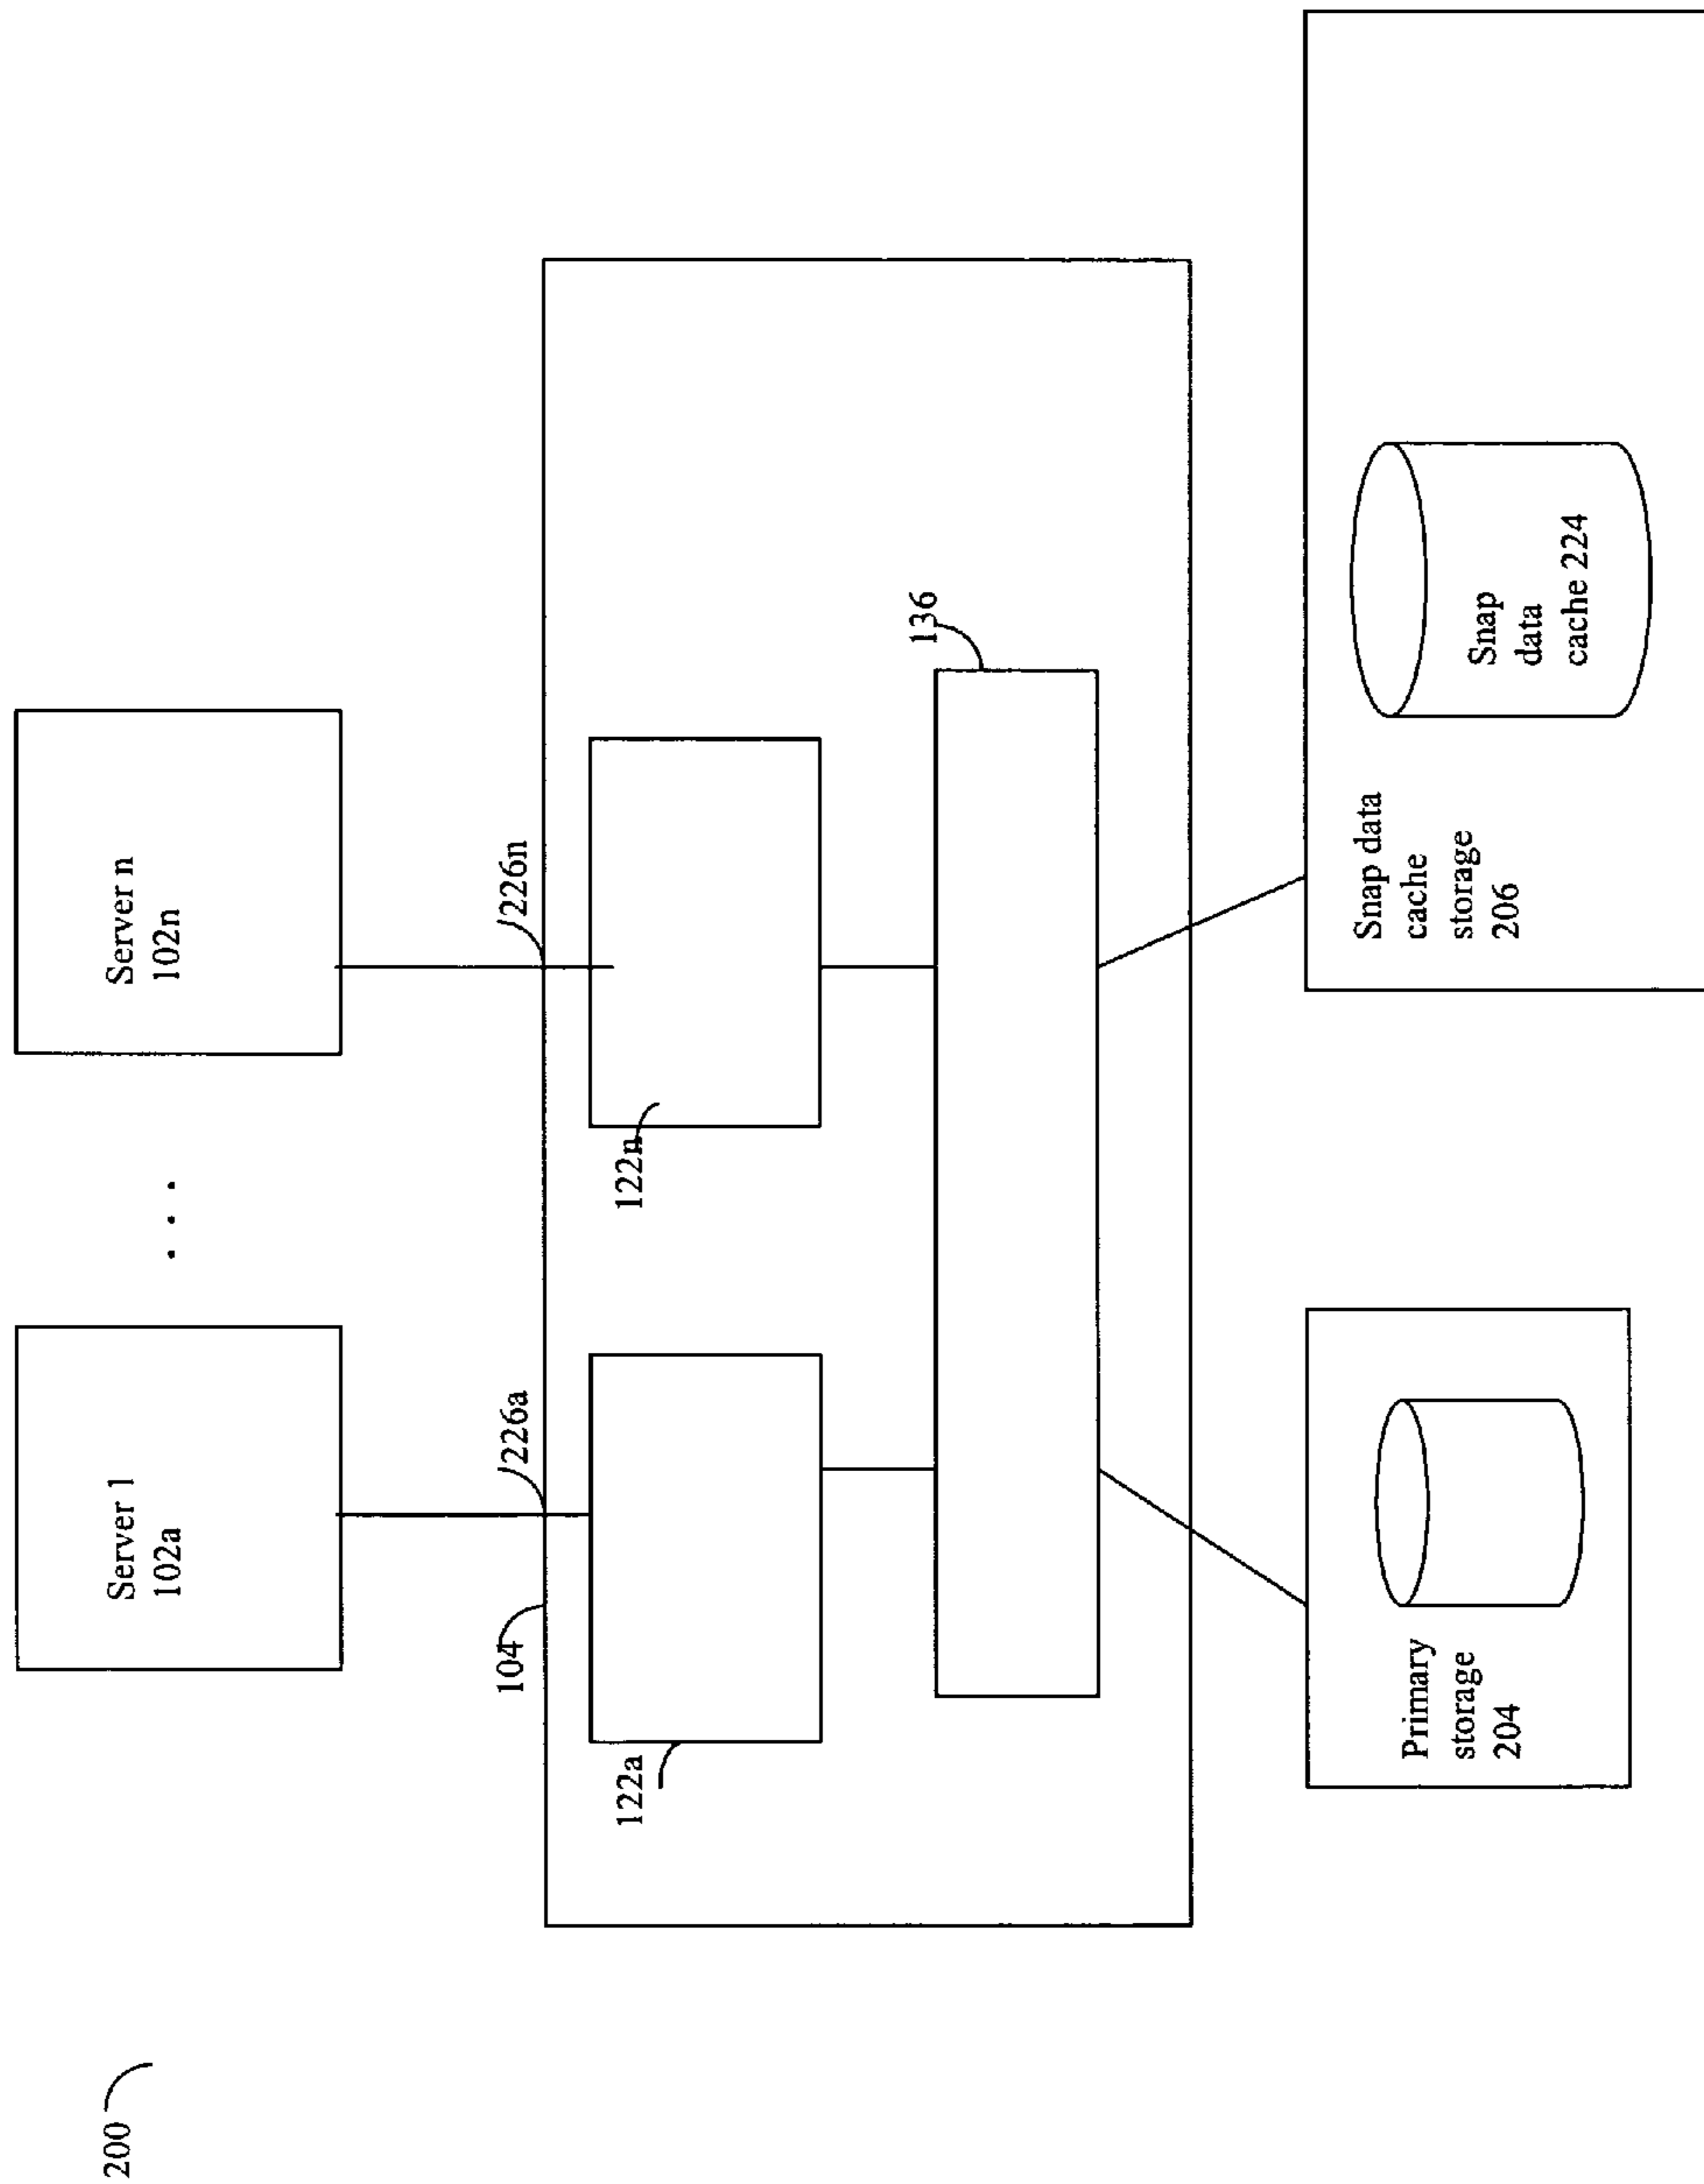 200
Server 1
102a
. . .
Server n
102n
104
226a
226n
122a
122n
136
Primary
storage
204
Snap data
cache
storage
206
Snap
data
cache 224